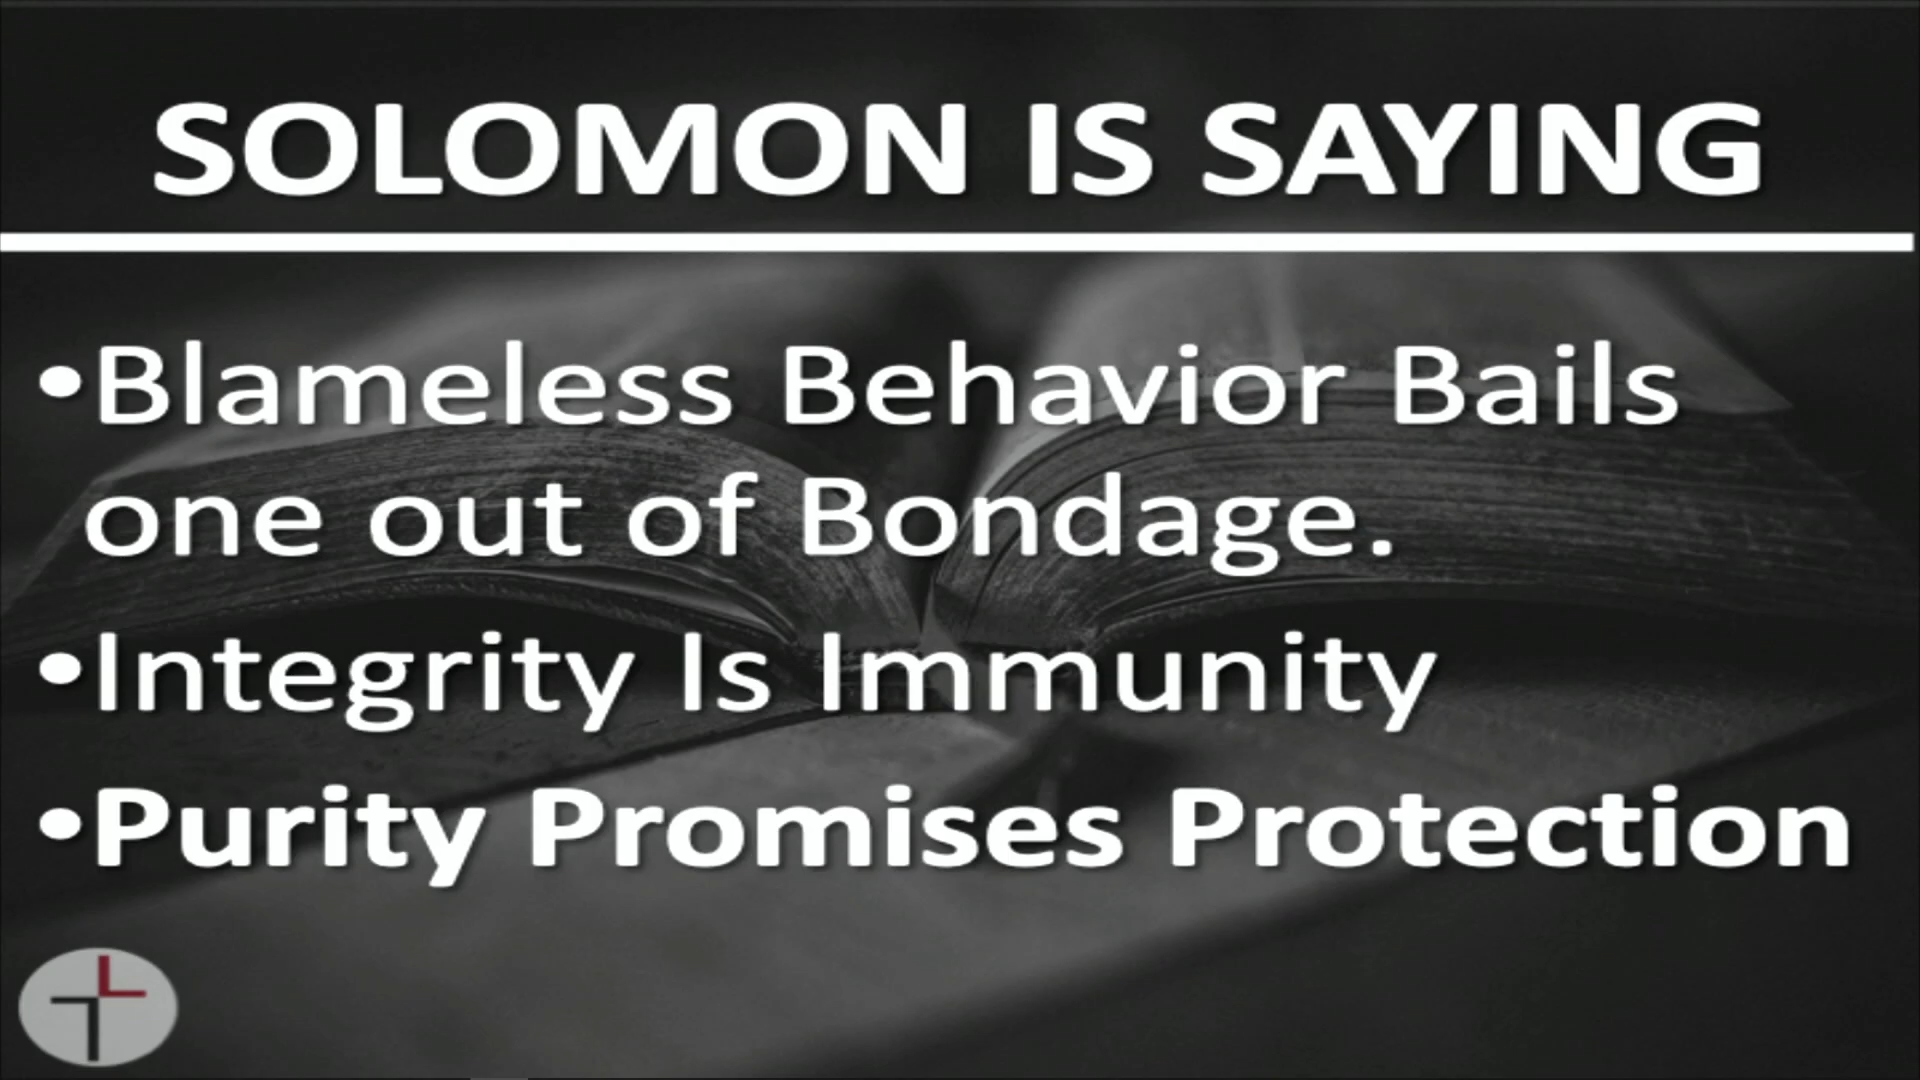 SOLOMON IS SAYING
•Blameless Behavior Bails
one out of Bondage.
•Integrity Is Immunity
•Purity Promises Protection